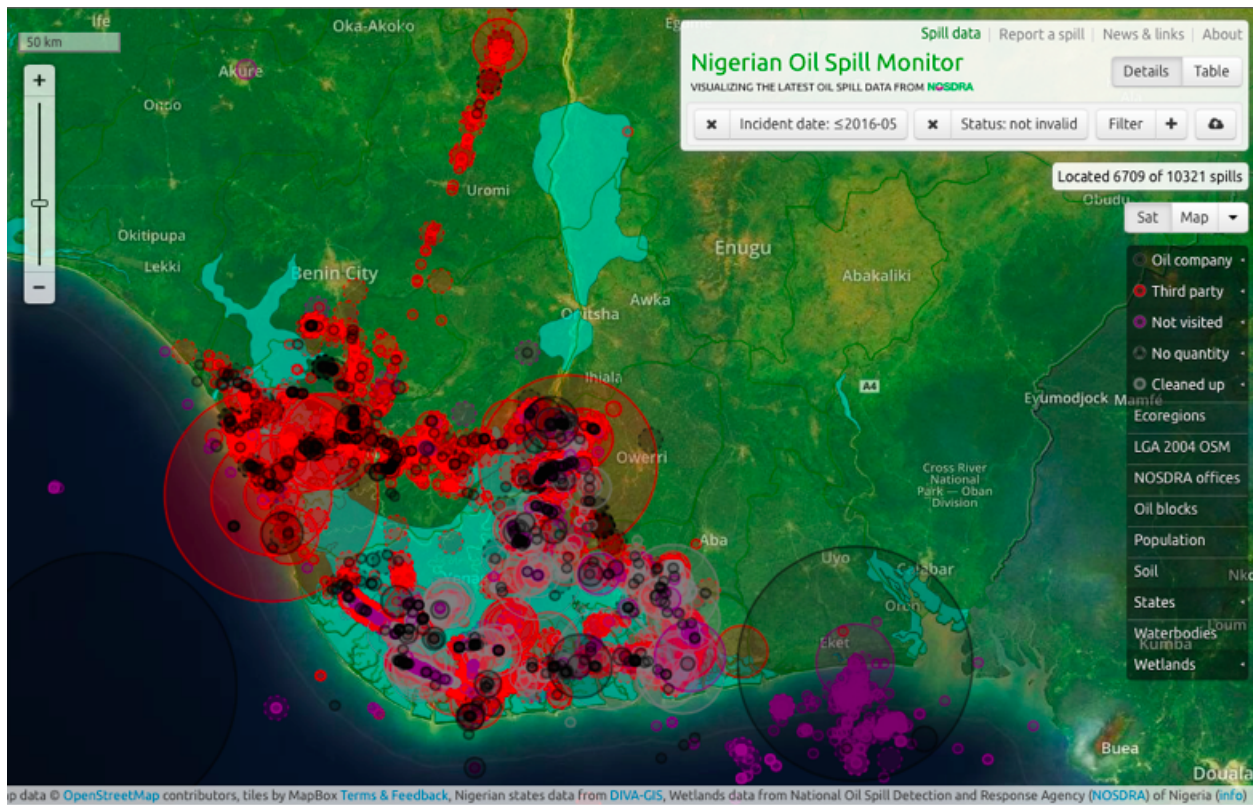 Ife
Oka-Akoko
50 km
Spill data | Report a spill | News & links | About
Nigerian Oil Spill Monitor
Details Table
VISUALIZING THE LATEST OIL SPILL DATA FROM NOSDRA
Akure
+
Ondo
× Incident date: ≤2016-05 × Status: not invalid Filter +
Located 6709 of 10321 spills
Uromi
Obudu
Sat Map
Okitipupa
Enugu
Lekki
Benin City
Abakaliki
Oil company
−
Awka
Third party
Onitsha
Not visited
No quantity
Ihiala
A4
Cleaned up
Eyumodjock Mamfé
Ecoregions
LGA 2004 OSM
Owerri
Cross River
National
Park — Oban
Division
NOSDRA offices
Oil blocks
Aba
Population
Uyo
Calabar
Soil
Oron
States
Loum
Eket
Waterbodies
Kumba
Wetlands
Buea
Douala
p data © OpenStreetMap contributors, tiles by MapBox Terms & Feedback, Nigerian states data from DIVA-GIS, Wetlands data from National Oil Spill Detection and Response Agency (NOSDRA) of Nigeria (info)